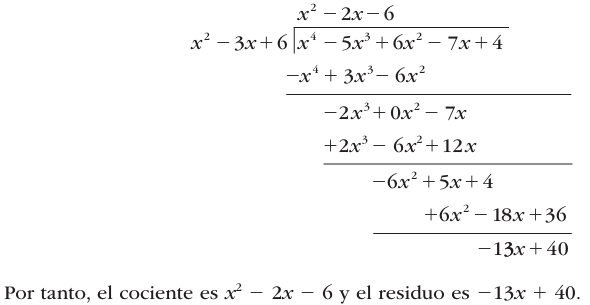 x² − 2x − 6
x² − 3x + 6 |x⁴ − 5x³ + 6x² − 7x + 4
−x⁴ + 3x³ − 6x²
−2x³ + 0x² − 7x
+2x³ − 6x² + 12x
−6x² + 5x + 4
+6x² − 18x + 36
−13x + 40
Por tanto, el cociente es x² − 2x − 6 y el residuo es −13x + 40.